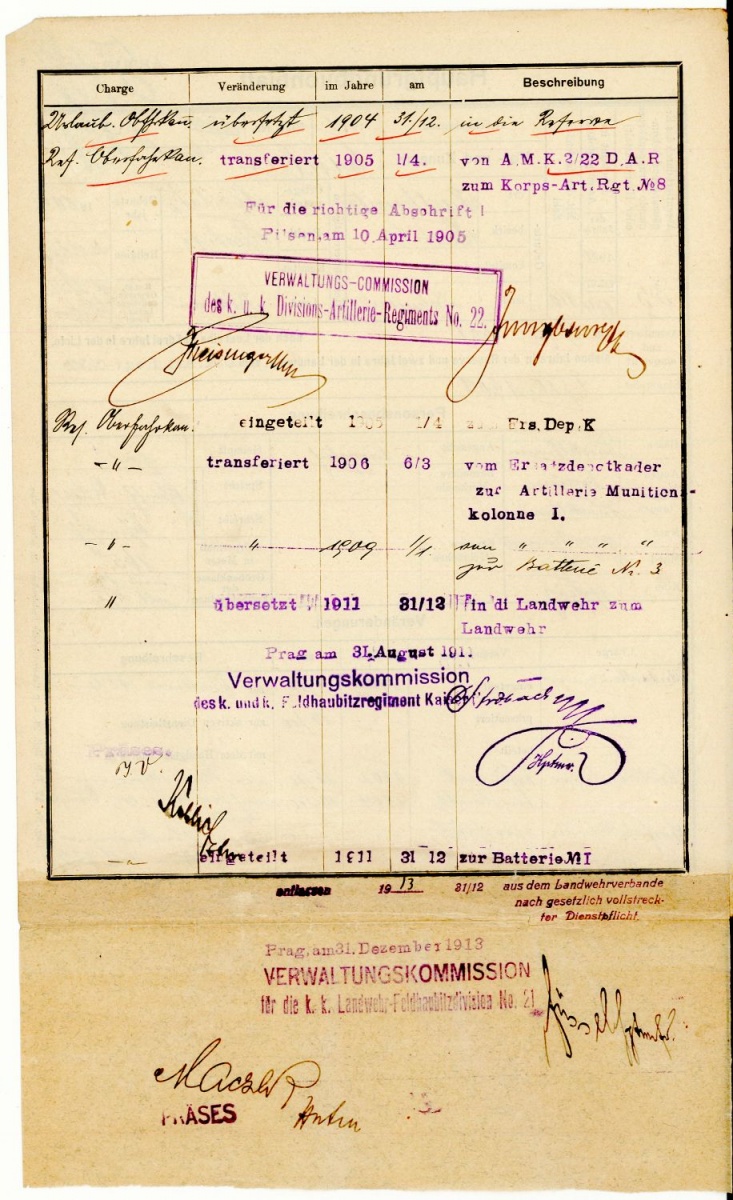 Charge Veränderung im Jahre am Beschreibung
Urlaub. übersetzt 1904 31./12. in die Reserve
Res. Oberfahrkan. transferiert 1905 1/4. von A.M.K. 2/22 D.A.R
zum Korps-Art. Rgt. №8
Für die richtige Abschrift!
Pilsen am 10 April 1905
VERWALTUNGS-COMMISSION
des k. u. k. Divisions-Artillerie-Regiments No. 22.
Res. Oberfahrkan. eingeteilt 1905 1/4 Ers. Dep. K
-"- transferiert 1906 6/3 vom Ersatzdepotkader
zur Artillerie Munitions-
kolonne I.
-"- " 1909 1/1. von " " " "
zur Batterie Nr. 3
" übersetzt 1911 31/12 in di Landwehr zum
Landwehr
Prag am 31. August 191.
Verwaltungskommission
des k. und k. Feldhaubitzregiment Kaiser
Hptm.
Präses.
I.V.
-"- eingeteilt 1911 31 12 zur Batterie № I
entlassen 1913 31/12 aus dem Landwehrverbande
nach gesetzlich vollstreck-
ter Dienstpflicht.
Prag, am 31. Dezember 1913
VERWALTUNGSKOMMISSION
für die k. k. Landwehr-Feldhaubitzdivision No. 21
PRÄSES